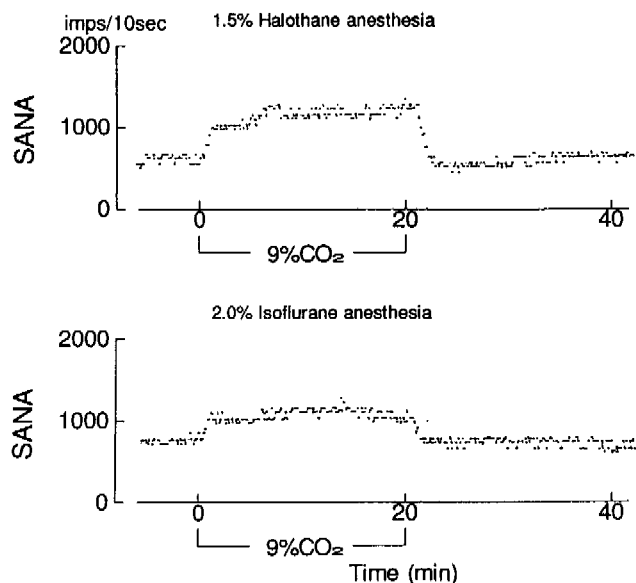 imps/10sec 1.5% Halothane anesthesia
2000
SANA
1000
0
0 20 40
9%CO₂
2.0% Isoflurane anesthesia
2000
SANA
1000
0
0 20 40
9%CO₂
Time (min)